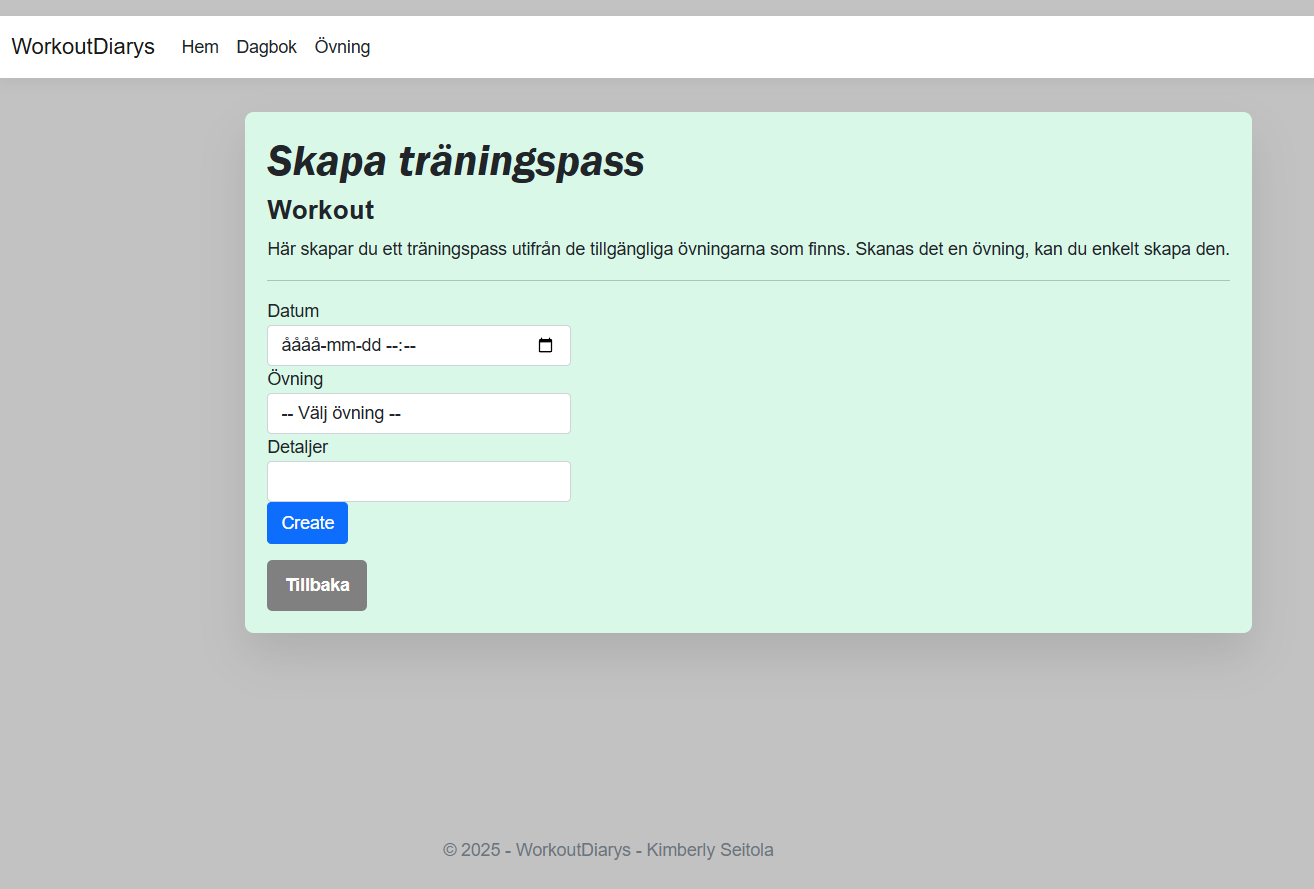 WorkoutDiarys Hem Dagbok Övning
Skapa träningspass
Workout
Här skapar du ett träningspass utifrån de tillgängliga övningarna som finns. Skanas det en övning, kan du enkelt skapa den.
Datum
åååå-mm-dd --:--
Övning
-- Välj övning --
Detaljer
Create
Tillbaka
© 2025 - WorkoutDiarys - Kimberly Seitola